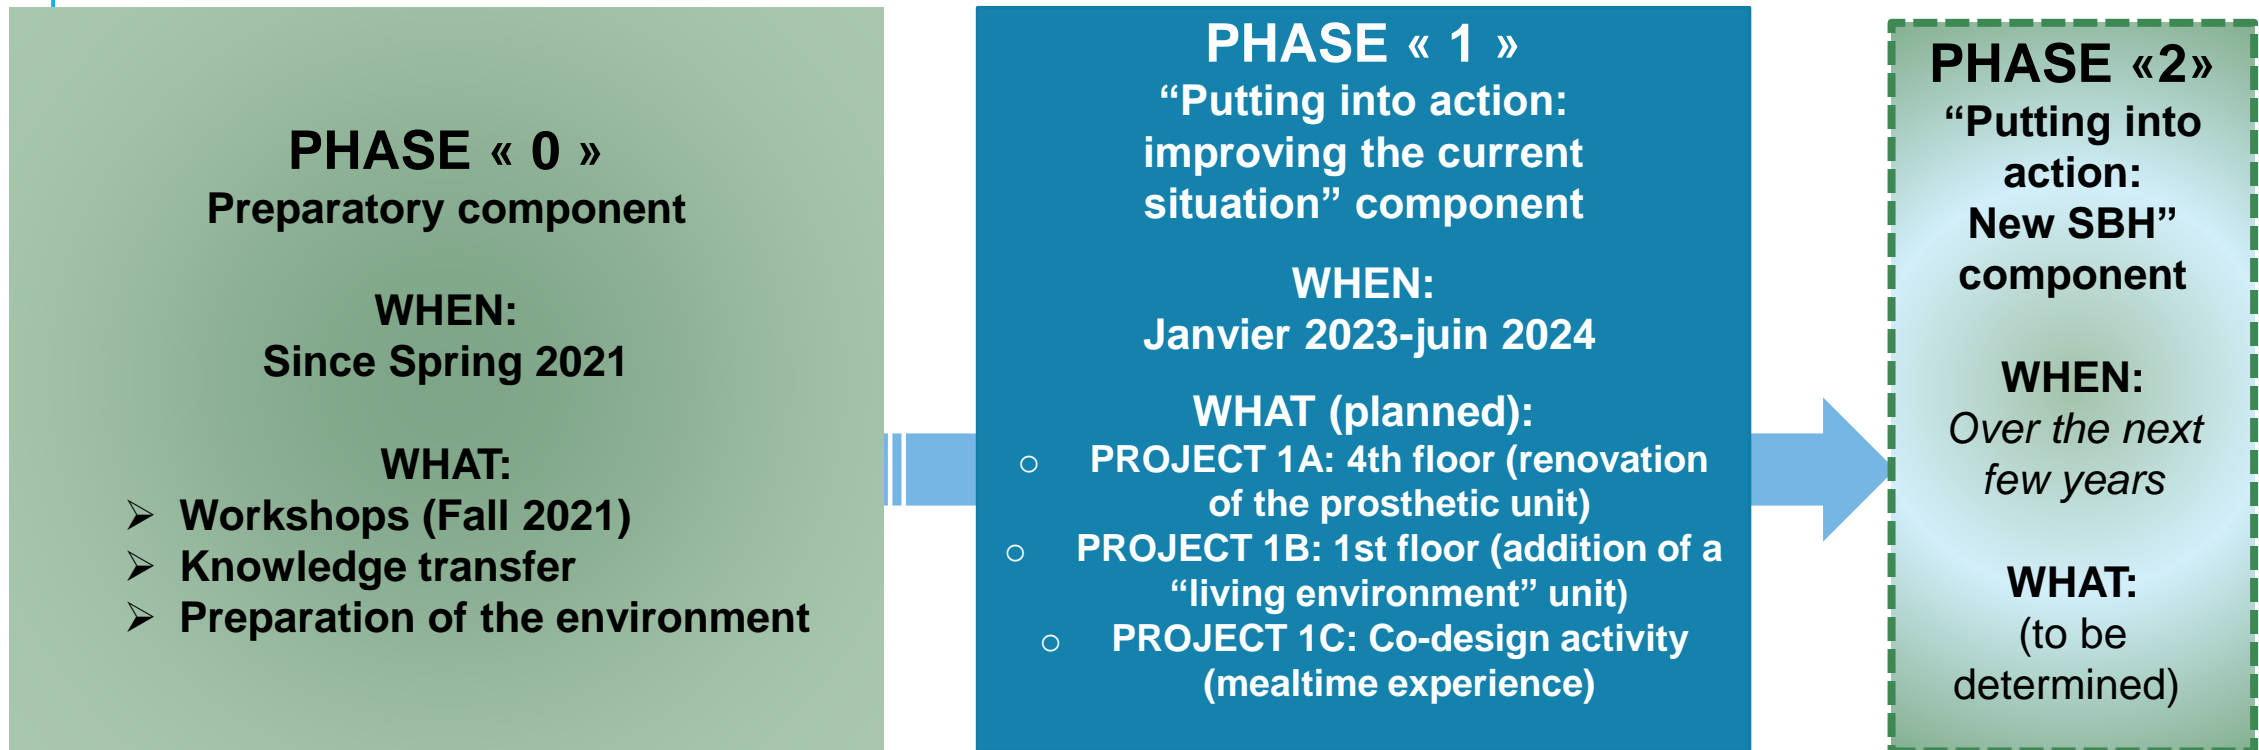 PHASE « 0 »
Preparatory component
WHEN:
Since Spring 2021
WHAT:
➢ Workshops (Fall 2021)
➢ Knowledge transfer
➢ Preparation of the environment
PHASE « 1 »
“Putting into action:
improving the current
situation” component
WHEN:
Janvier 2023-juin 2024
WHAT (planned):
o PROJECT 1A: 4th floor (renovation
of the prosthetic unit)
o PROJECT 1B: 1st floor (addition of a
“living environment” unit)
o PROJECT 1C: Co-design activity
(mealtime experience)
PHASE «2»
“Putting into
action:
New SBH”
component
WHEN:
Over the next
few years
WHAT:
(to be
determined)